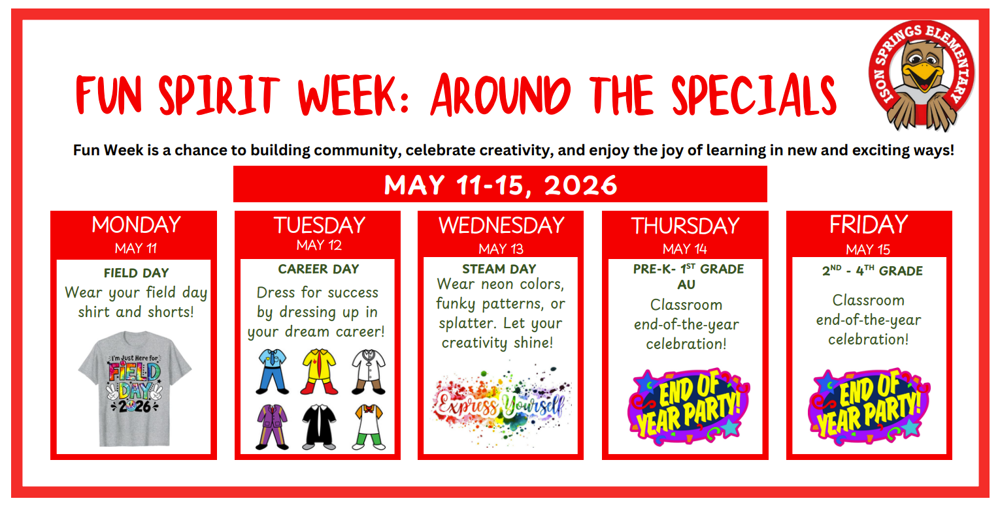 ISON SPRINGS ELEMENTARY
FUN SPIRIT WEEK: AROUND THE SPECIALS
Fun Week is a chance to building community, celebrate creativity, and enjoy the joy of learning in new and exciting ways!
MAY 11-15, 2026
MONDAY
MAY 11
FIELD DAY
Wear your field day
shirt and shorts!
I'm Just Here for
FIELD
DAY
2026
TUESDAY
MAY 12
CAREER DAY
Dress for success
by dressing up in
your dream career!
WEDNESDAY
MAY 13
STEAM DAY
Wear neon colors,
funky patterns, or
splatter. Let your
creativity shine!
Express Yourself
THURSDAY
MAY 14
PRE-K- 1ST GRADE
AU
Classroom
end-of-the-year
celebration!
END OF
YEAR PARTY!
FRIDAY
MAY 15
2ND - 4TH GRADE
Classroom
end-of-the-year
celebration!
END OF
YEAR PARTY!